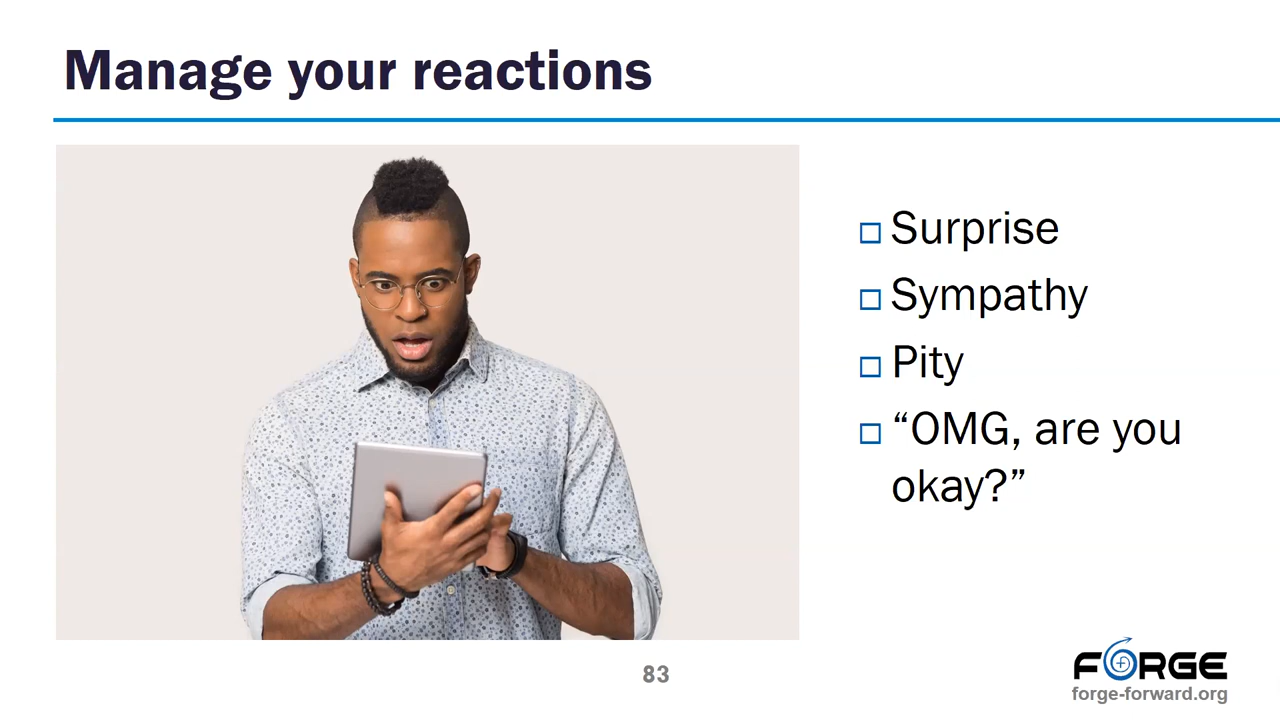 Manage your reactions
Surprise
Sympathy
Pity
“OMG, are you
okay?”
83
FORGE
forge-forward.org